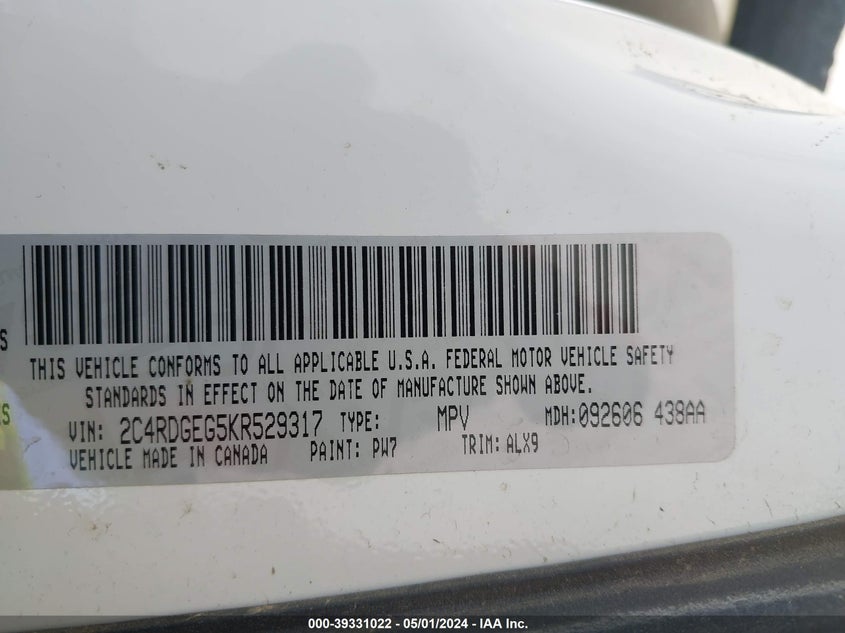 S
THIS VEHICLE CONFORMS TO ALL APPLICABLE U.S.A. FEDERAL MOTOR VEHICLE SAFETY
STANDARDS IN EFFECT ON THE DATE OF MANUFACTURE SHOWN ABOVE.
S
VIN: 2C4RDGEG5KR529317 TYPE: MPV MDH:092606 438AA
VEHICLE MADE IN CANADA PAINT: PW7 TRIM: ALX9
000-39331022 - 05/01/2024 - IAA Inc.